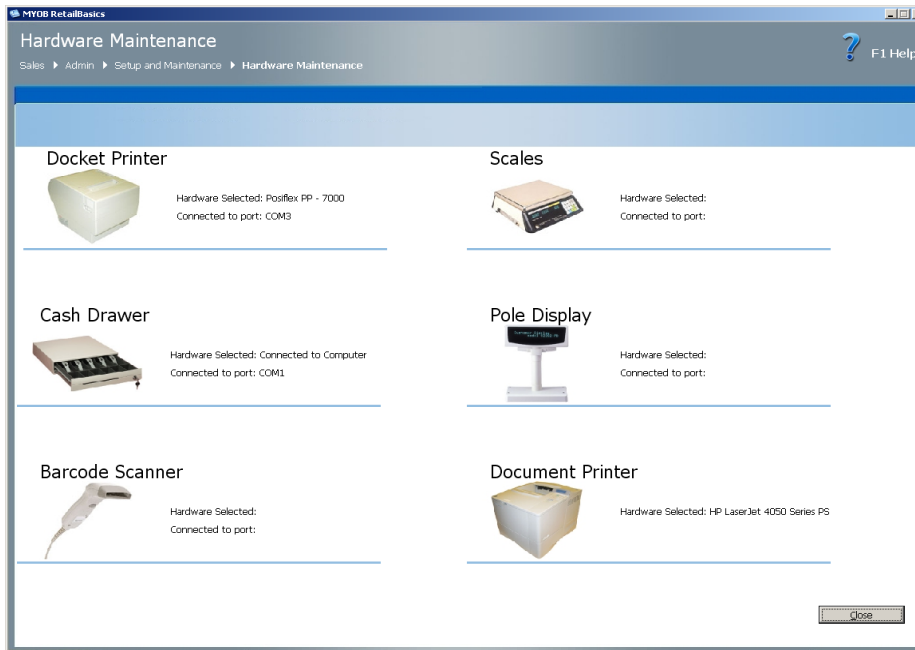 MYOB RetailBasics
Hardware Maintenance
F1 Help
Sales ▶ Admin ▶ Setup and Maintenance ▶ Hardware Maintenance
Docket Printer
Hardware Selected: Posiflex PP - 7000
Connected to port: COM3
Scales
Hardware Selected:
Connected to port:
Cash Drawer
Hardware Selected: Connected to Computer
Connected to port: COM1
Pole Display
Hardware Selected:
Connected to port:
Barcode Scanner
Hardware Selected:
Connected to port:
Document Printer
Hardware Selected: HP LaserJet 4050 Series PS
Close